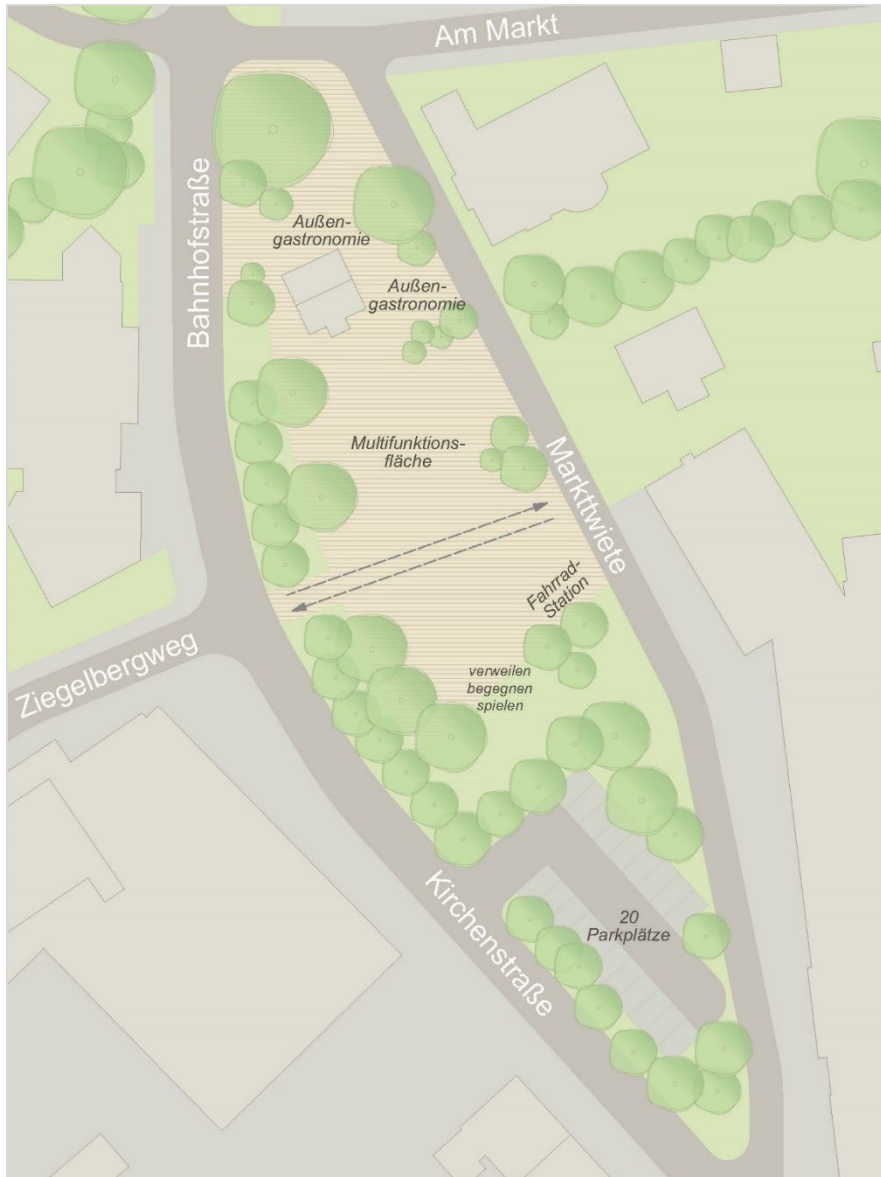 Am Markt
Bahnhofstraße
Außen-
gastronomie
Außen-
gastronomie
Multifunktions-
fläche
Markttwiete
Fahrrad-
Station
Ziegelbergweg
verweilen
begegnen
spielen
Kirchenstraße
20
Parkplätze